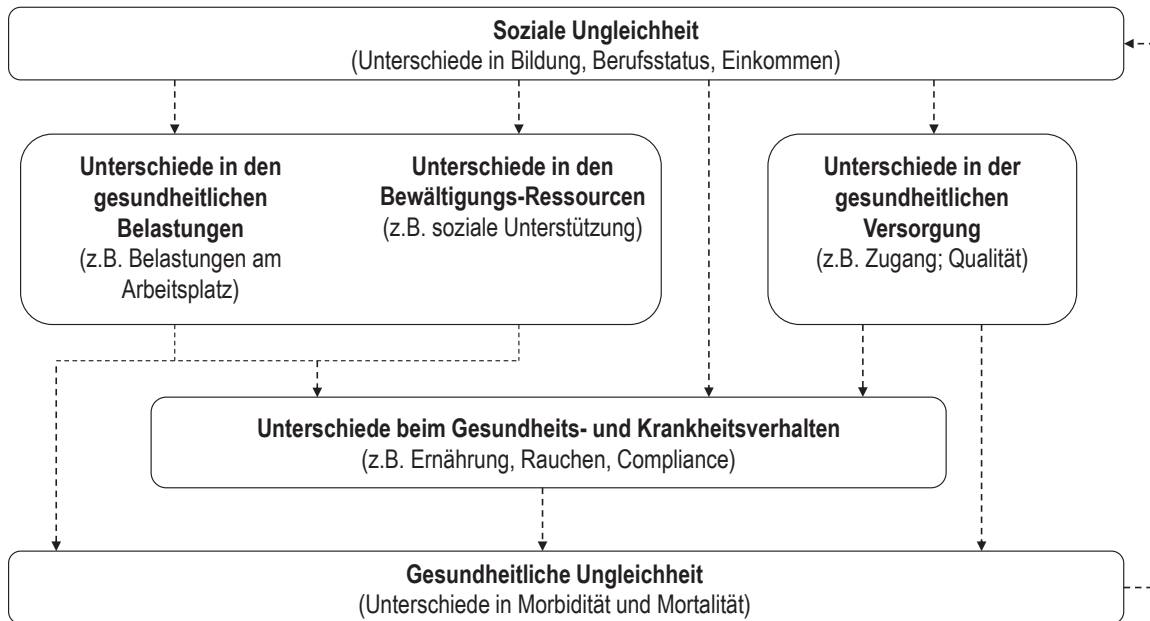 Soziale Ungleichheit
(Unterschiede in Bildung, Berufsstatus, Einkommen)
Unterschiede in den
gesundheitlichen
Belastungen
(z.B. Belastungen am
Arbeitsplatz)
Unterschiede in den
Bewältigungs-Ressourcen
(z.B. soziale Unterstützung)
Unterschiede in der
gesundheitlichen
Versorgung
(z.B. Zugang; Qualität)
Unterschiede beim Gesundheits- und Krankheitsverhalten
(z.B. Ernährung, Rauchen, Compliance)
Gesundheitliche Ungleichheit
(Unterschiede in Morbidität und Mortalität)